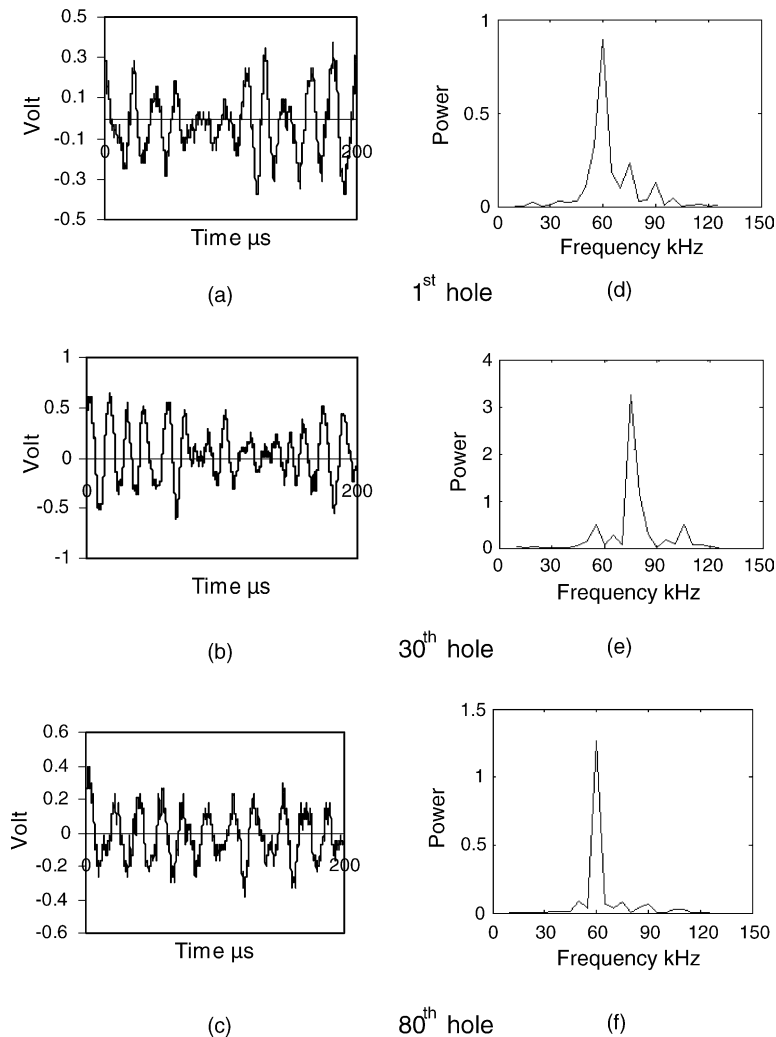 0.5
0.3
0.1
-0.1
-0.3
-0.5
Volt
0
200
Time µs
(a)
1
0.5
0
Power
0 30 60 90 120 150
Frequency kHz
(d)
1st hole
1
0.5
0
-0.5
-1
Volt
0
200
Time µs
(b)
4
3
2
1
0
Power
0 30 60 90 120 150
Frequency kHz
(e)
30th hole
0.6
0.4
0.2
0
-0.2
-0.4
-0.6
Volt
0
200
Time µs
(c)
1.5
1
0.5
0
Power
0 30 60 90 120 150
Frequency kHz
(f)
80th hole